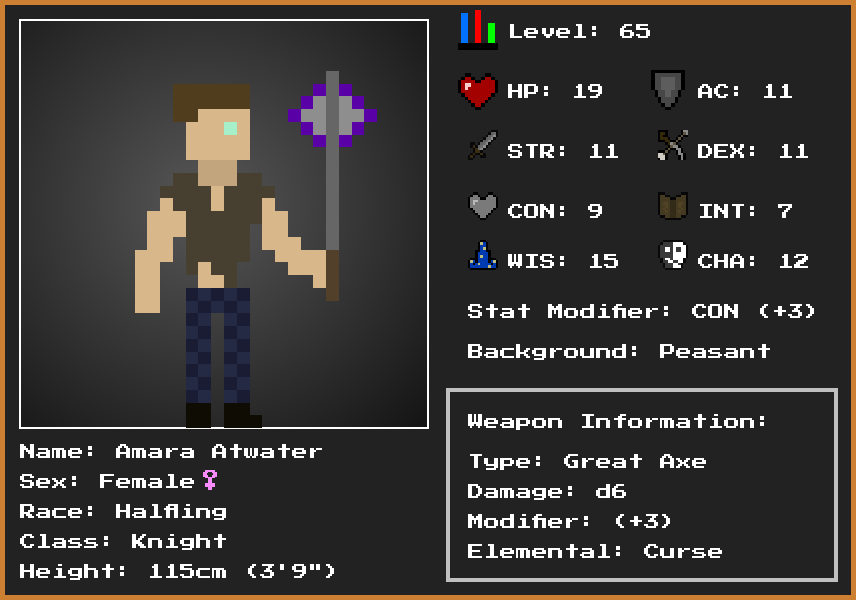 Level: 65
HP: 19
AC: 11
STR: 11
DEX: 11
CON: 9
INT: 7
WIS: 15
CHA: 12
Stat Modifier: CON (+3)
Background: Peasant
Weapon Information:
Type: Great Axe
Damage: d6
Modifier: (+3)
Elemental: Curse
Name: Amara Atwater
Sex: Female♀
Race: Halfling
Class: Knight
Height: 115cm (3'9")